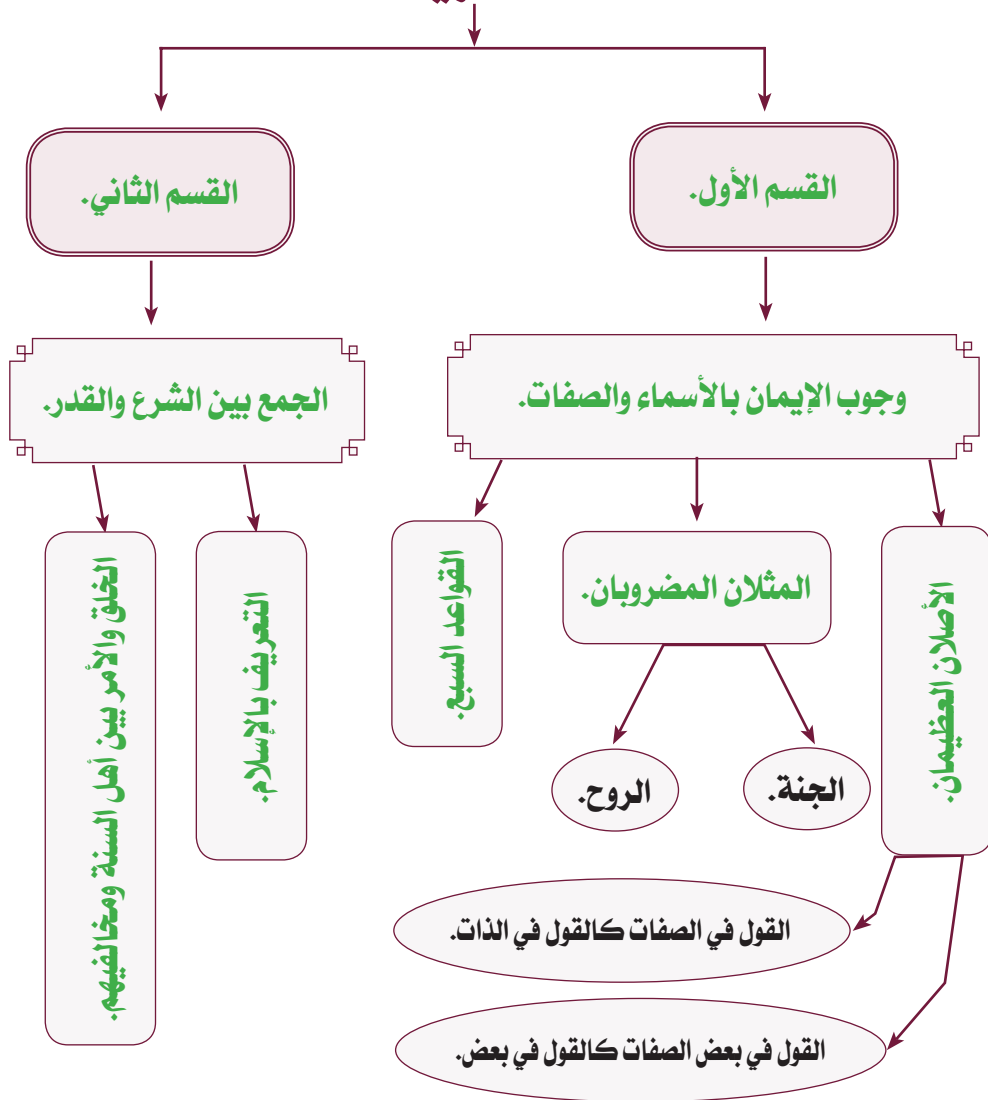 القسم الأول.
القسم الثاني.
وجوب الإيمان بالأسماء والصفات.
الجمع بين الشرع والقدر.
الأصلان العظيمان.
المثلان المضروبان.
القواعد السبع.
التعريف بالإسلام.
الخلق والأمر بين أهل السنة ومخالفيهم.
الجنة.
الروح.
القول في الصفات كالقول في الذات.
القول في بعض الصفات كالقول في بعض.